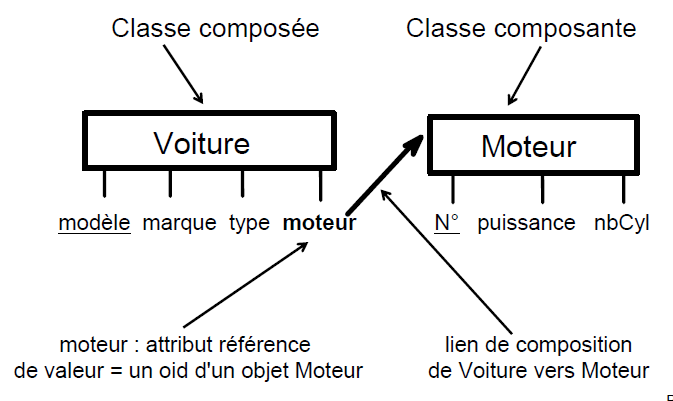 Classe composée
Classe composante
Voiture
Moteur
modèle marque type moteur
N° puissance nbCyl
moteur : attribut référence
de valeur = un oid d'un objet Moteur
lien de composition
de Voiture vers Moteur